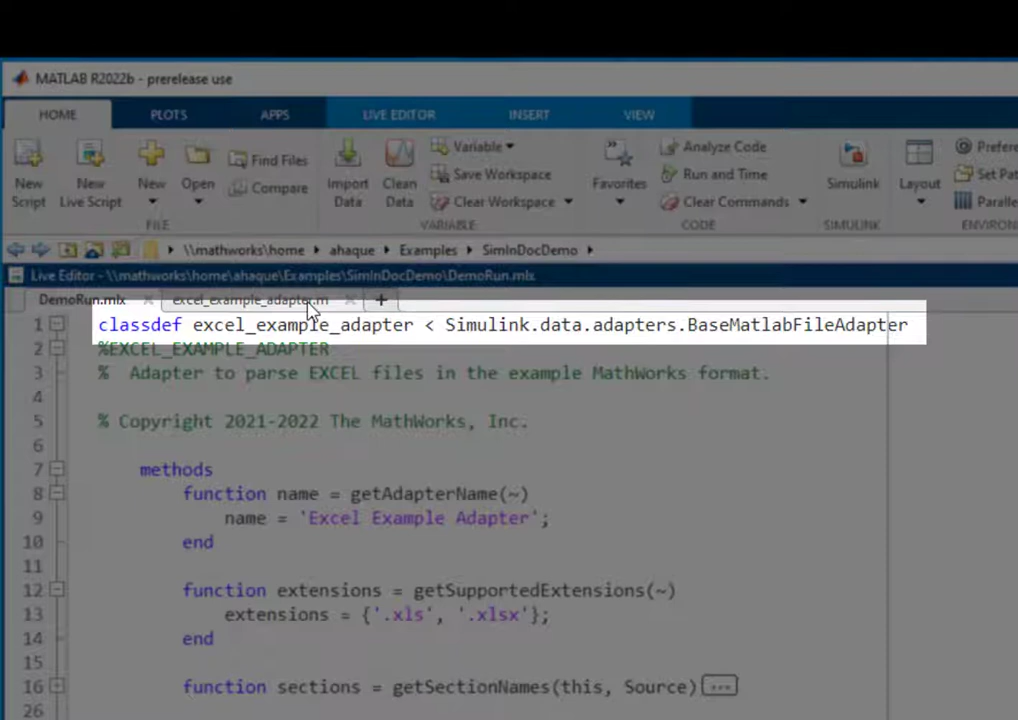 MATLAB R2022b - prerelease use
HOME PLOTS APPS LIVE EDITOR INSERT VIEW
New Script
New Live Script
New
Open
Find Files
Compare
Import Data
Clean Data
Variable
Save Workspace
Clear Workspace
Favorites
Analyze Code
Run and Time
Clear Commands
Simulink
Layout
Prefere
Set Pat
Paralle
FILE VARIABLE CODE SIMULINK ENVIRON
\\mathworks\home ahaque Examples SimInDocDemo
Live Editor - \\mathworks\home\ahaque\Examples\SimInDocDemo\DemoRun.mlx
DemoRun.mlx excel_example_adapter.m +
1 classdef excel_example_adapter < Simulink.data.adapters.BaseMatlabFileAdapter
2 %EXCEL_EXAMPLE_ADAPTER
3 % Adapter to parse EXCEL files in the example MathWorks format.
4
5 % Copyright 2021-2022 The MathWorks, Inc.
6
7 methods
8 function name = getAdapterName(~)
9 name = 'Excel Example Adapter';
10 end
11
12 function extensions = getSupportedExtensions(~)
13 extensions = {'.xls', '.xlsx'};
14 end
15
16 function sections = getSectionNames(this, Source) ...
26